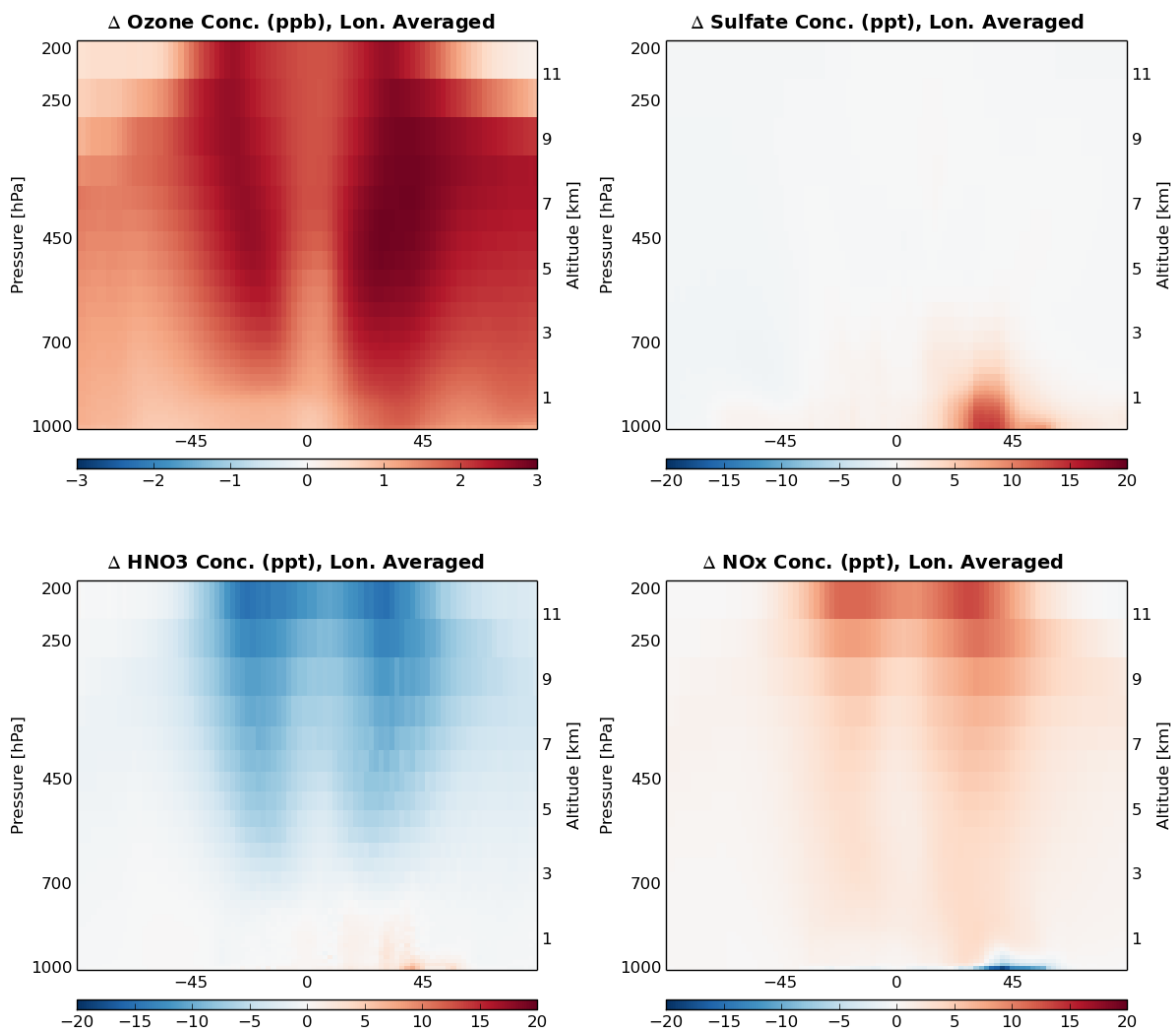 Δ Ozone Conc. (ppb), Lon. Averaged
200
250
450
700
1000
Pressure [hPa]
11
9
7
5
3
1
Altitude [km]
−45 0 45
−3 −2 −1 0 1 2 3
Δ Sulfate Conc. (ppt), Lon. Averaged
200
250
450
700
1000
Pressure [hPa]
11
9
7
5
3
1
Altitude [km]
−45 0 45
−20 −15 −10 −5 0 5 10 15 20
Δ HNO3 Conc. (ppt), Lon. Averaged
200
250
450
700
1000
Pressure [hPa]
11
9
7
5
3
1
Altitude [km]
−45 0 45
−20 −15 −10 −5 0 5 10 15 20
Δ NOx Conc. (ppt), Lon. Averaged
200
250
450
700
1000
Pressure [hPa]
11
9
7
5
3
1
Altitude [km]
−45 0 45
−20 −15 −10 −5 0 5 10 15 20